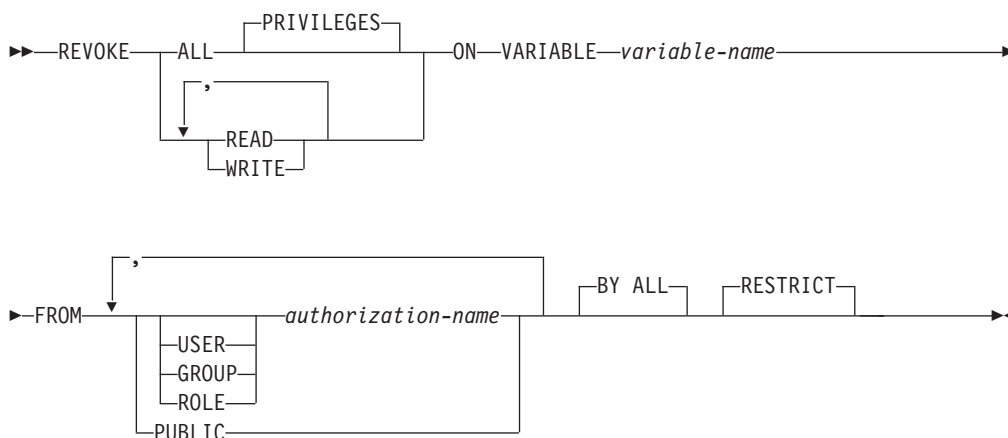 PRIVILEGES
REVOKE ALL ON VARIABLE variable-name
,
READ
WRITE
,
BY ALL RESTRICT
FROM authorization-name
USER
GROUP
ROLE
PUBLIC